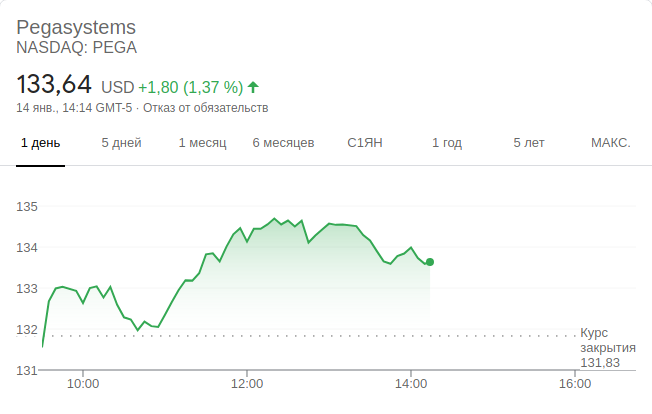 Pegasystems
NASDAQ: PEGA
133,64 USD +1,80 (1,37 %)
14 янв., 14:14 GMT-5 · Отказ от обязательств
1 день 5 дней 1 месяц 6 месяцев С1ЯН 1 год 5 лет МАКС.
135
134
133
132
Курс
закрытия
131,83
131
10:00 12:00 14:00 16:00